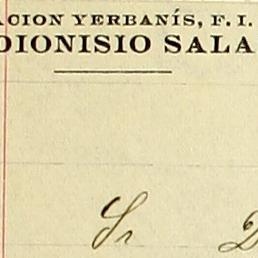 ACION YERBANÍS, F. I.
DIONISIO SALA
Sr D